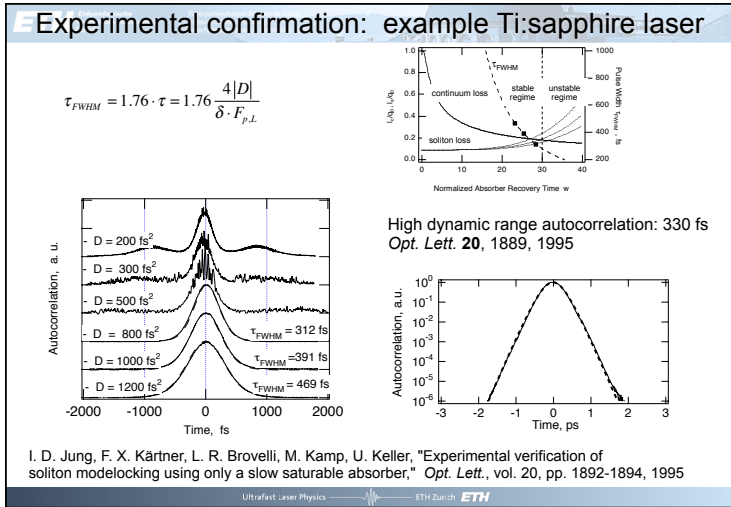 Experimental confirmation: example Ti:sapphire laser
τ_FWHM = 1.76 · τ = 1.76 4|D| / δ · F_p,L
1.0
0.8
0.6
0.4
0.2
0.0
l_s/q_0, l_c/q_0
τ_FWHM
continuum loss
stable regime
unstable regime
soliton loss
1000
800
600
400
200
Pulse Width τ_FWHM, fs
0 10 20 30 40
Normalized Absorber Recovery Time w
Autocorrelation, a. u.
- D = 200 fs²
- D = 300 fs²
- D = 500 fs²
- D = 800 fs²
τ_FWHM = 312 fs
- D = 1000 fs²
τ_FWHM =391 fs
- D = 1200 fs²
τ_FWHM = 469 fs
-2000 -1000 0 1000 2000
Time, fs
High dynamic range autocorrelation: 330 fs
Opt. Lett. 20, 1889, 1995
Autocorrelation, a.u.
10⁰
10⁻¹
10⁻²
10⁻³
10⁻⁴
10⁻⁵
10⁻⁶
-3 -2 -1 0 1 2 3
Time, ps
I. D. Jung, F. X. Kärtner, L. R. Brovelli, M. Kamp, U. Keller, "Experimental verification of
soliton modelocking using only a slow saturable absorber," Opt. Lett., vol. 20, pp. 1892-1894, 1995
Ultrafast Laser Physics ETH Zurich ETH